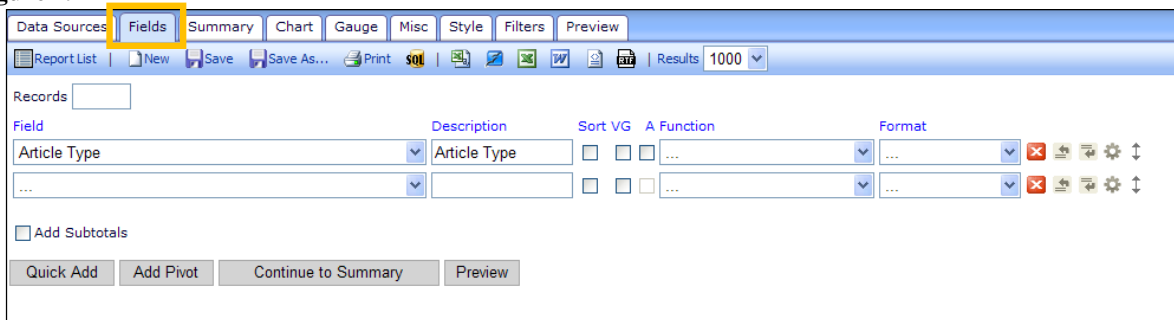 Data Sources Fields Summary Chart Gauge Misc Style Filters Preview
Report List | New Save Save As... Print SQL | Results 1000
Records
Field Description Sort VG A Function Format
Article Type Article Type ... ...
... ... ...
Add Subtotals
Quick Add Add Pivot Continue to Summary Preview